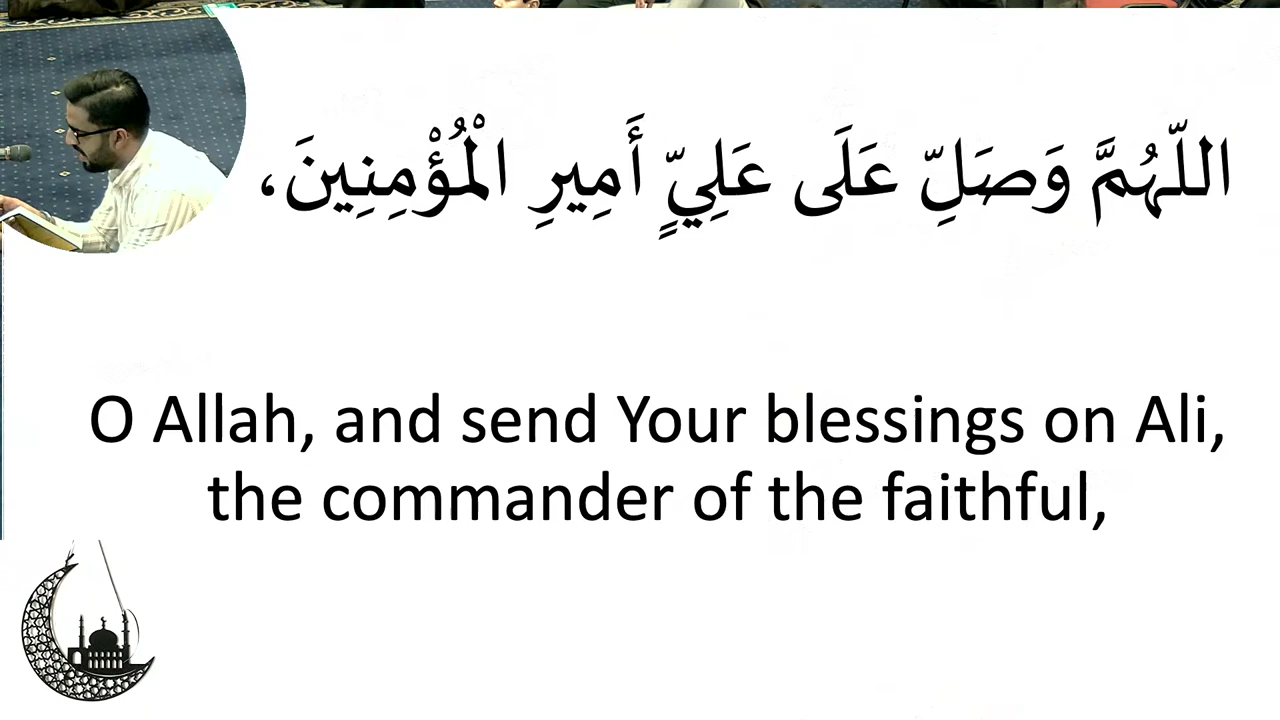 اللّهُمَّ وَصَلِّ عَلَى عَلِيٍّ أَمِيرِ الْمُؤْمِنِينَ،
O Allah, and send Your blessings on Ali,
the commander of the faithful,